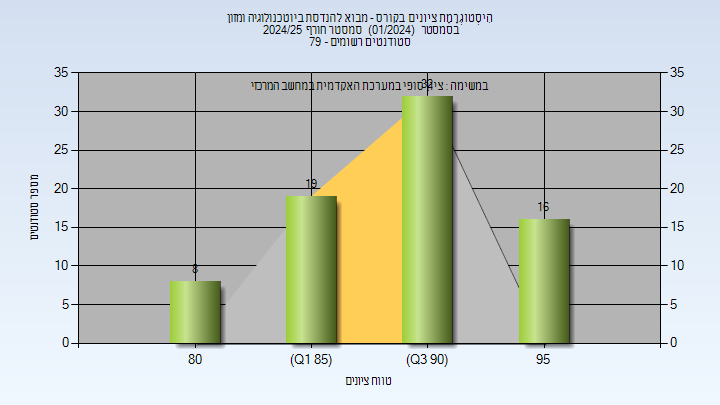 היסטוגרמת ציונים בקורס - מבוא להנדסת ביוטכנולוגיה ומזון
בסמסטר (01/2024) סמסטר חורף 2024/25
סטודנטים רשומים - 79
במשימה : ציון סופי במערכת האקדמית במחשב המרכזי
35 35
30 30
25 25
20 20
15 15
10 10
5 5
0 0
8 19 32 16
80 (Q1 85) (Q3 90) 95
מספר סטודנטים
טווח ציונים